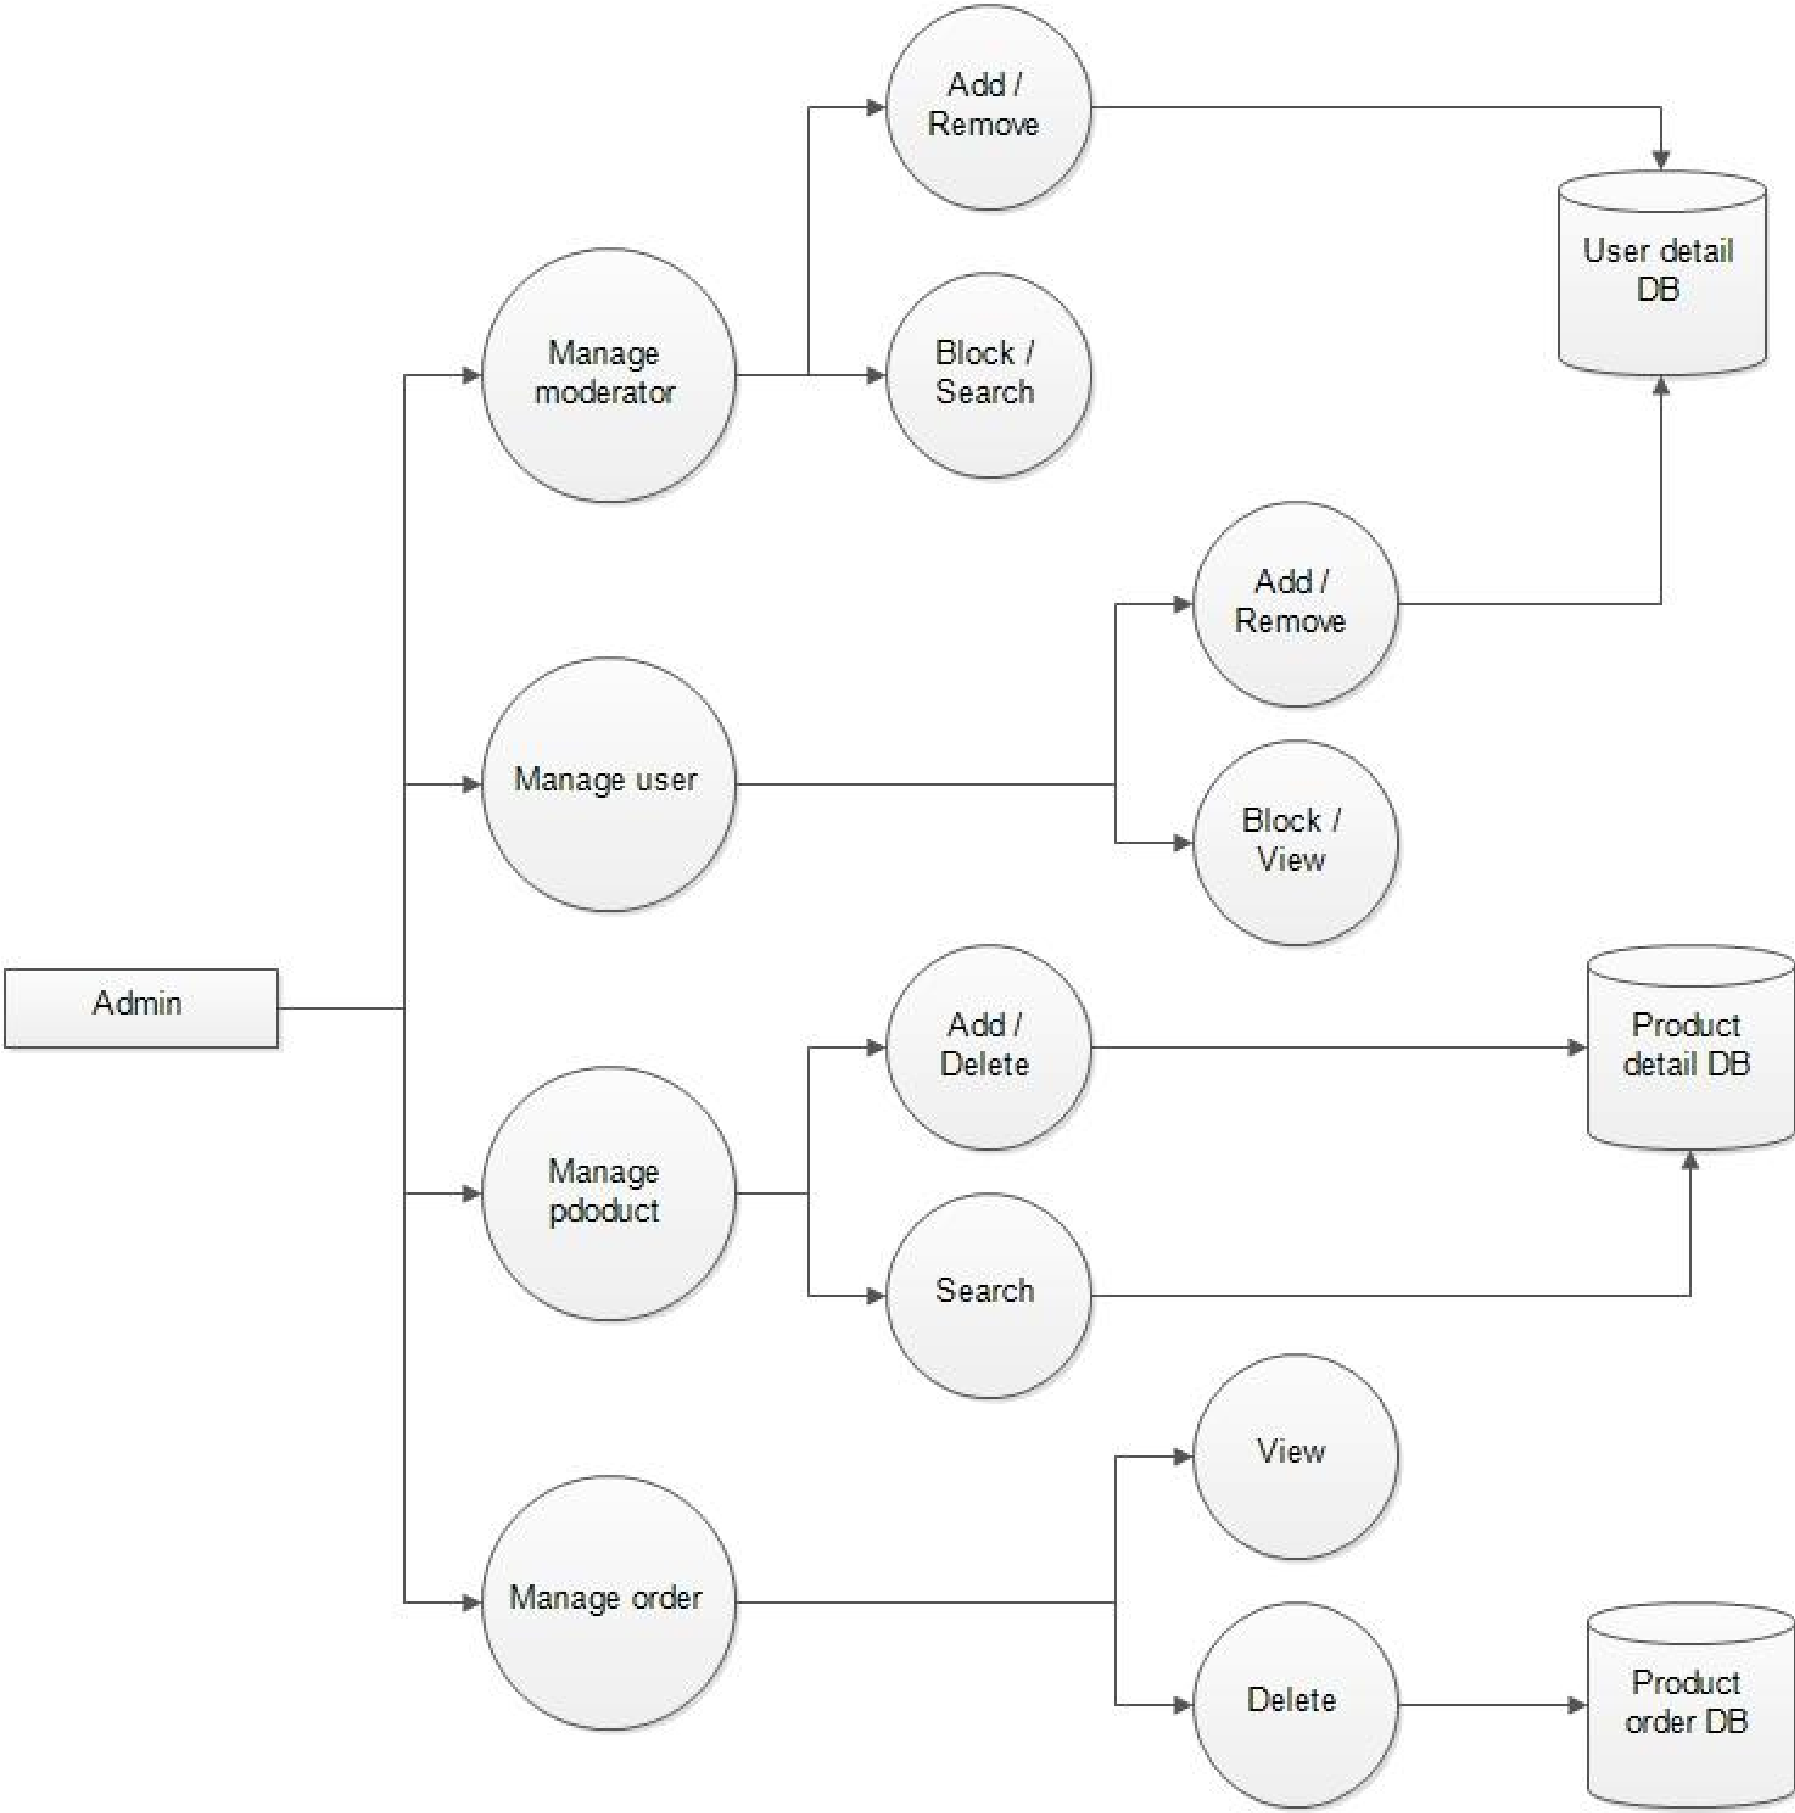 Add /
Remove
User detail
DB
Manage
moderator
Block /
Search
Add /
Remove
Manage user
Block /
View
Admin
Add /
Delete
Product
detail DB
Manage
pdoduct
Search
View
Manage order
Delete
Product
order DB